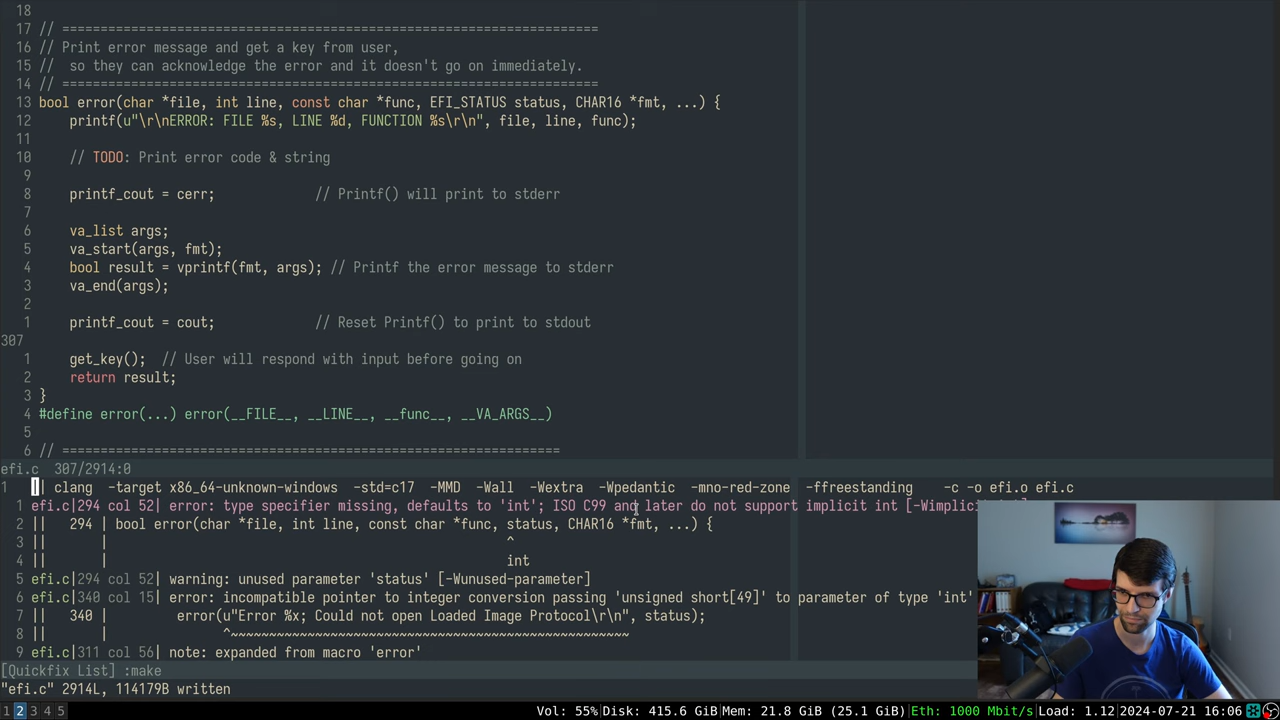 18
17 // ======================================================================
16 // Print error message and get a key from user,
15 //  so they can acknowledge the error and it doesn't go on immediately.
14 // ======================================================================
13 bool error(char *file, int line, const char *func, EFI_STATUS status, CHAR16 *fmt, ...) {
12     printf(u"\r\nERROR: FILE %s, LINE %d, FUNCTION %s\r\n", file, line, func);
11
10     // TODO: Print error code & string
9
8     printf_cout = cerr;             // Printf() will print to stderr
7
6     va_list args;
5     va_start(args, fmt);
4     bool result = vprintf(fmt, args); // Printf the error message to stderr
3     va_end(args);
2
1     printf_cout = cout;             // Reset Printf() to print to stdout
307
1     get_key();  // User will respond with input before going on
2     return result;
3 }
4 #define error(...) error(__FILE__, __LINE__, __func__, __VA_ARGS__)
5
6 // =================================================================
efi.c  307/2914:0
1 || clang  -target x86_64-unknown-windows  -std=c17  -MMD  -Wall  -Wextra  -Wpedantic  -mno-red-zone  -ffreestanding    -c -o efi.o efi.c
1 efi.c|294 col 52| error: type specifier missing, defaults to 'int'; ISO C99 and later do not support implicit int [-Wimplici
2 ||   294 | bool error(char *file, int line, const char *func, status, CHAR16 *fmt, ...) {
3 ||       |                                                    ^
4 ||       |                                                    int
5 efi.c|294 col 52| warning: unused parameter 'status' [-Wunused-parameter]
6 efi.c|340 col 15| error: incompatible pointer to integer conversion passing 'unsigned short[49]' to parameter of type 'int'
7 ||   340 |         error(u"Error %x; Could not open Loaded Image Protocol\r\n", status);
8 ||       |               ^~~~~~~~~~~~~~~~~~~~~~~~~~~~~~~~~~~~~~~~~~~~~~~~~~~~~
9 efi.c|311 col 56| note: expanded from macro 'error'
[Quickfix List] :make
"efi.c" 2914L, 114179B written
1 2 3 4 5 Vol: 55% Disk: 415.6 GiB Mem: 21.8 GiB (25.1 GiB) Eth: 1000 Mbit/s Load: 1.12 2024-07-21 16:06